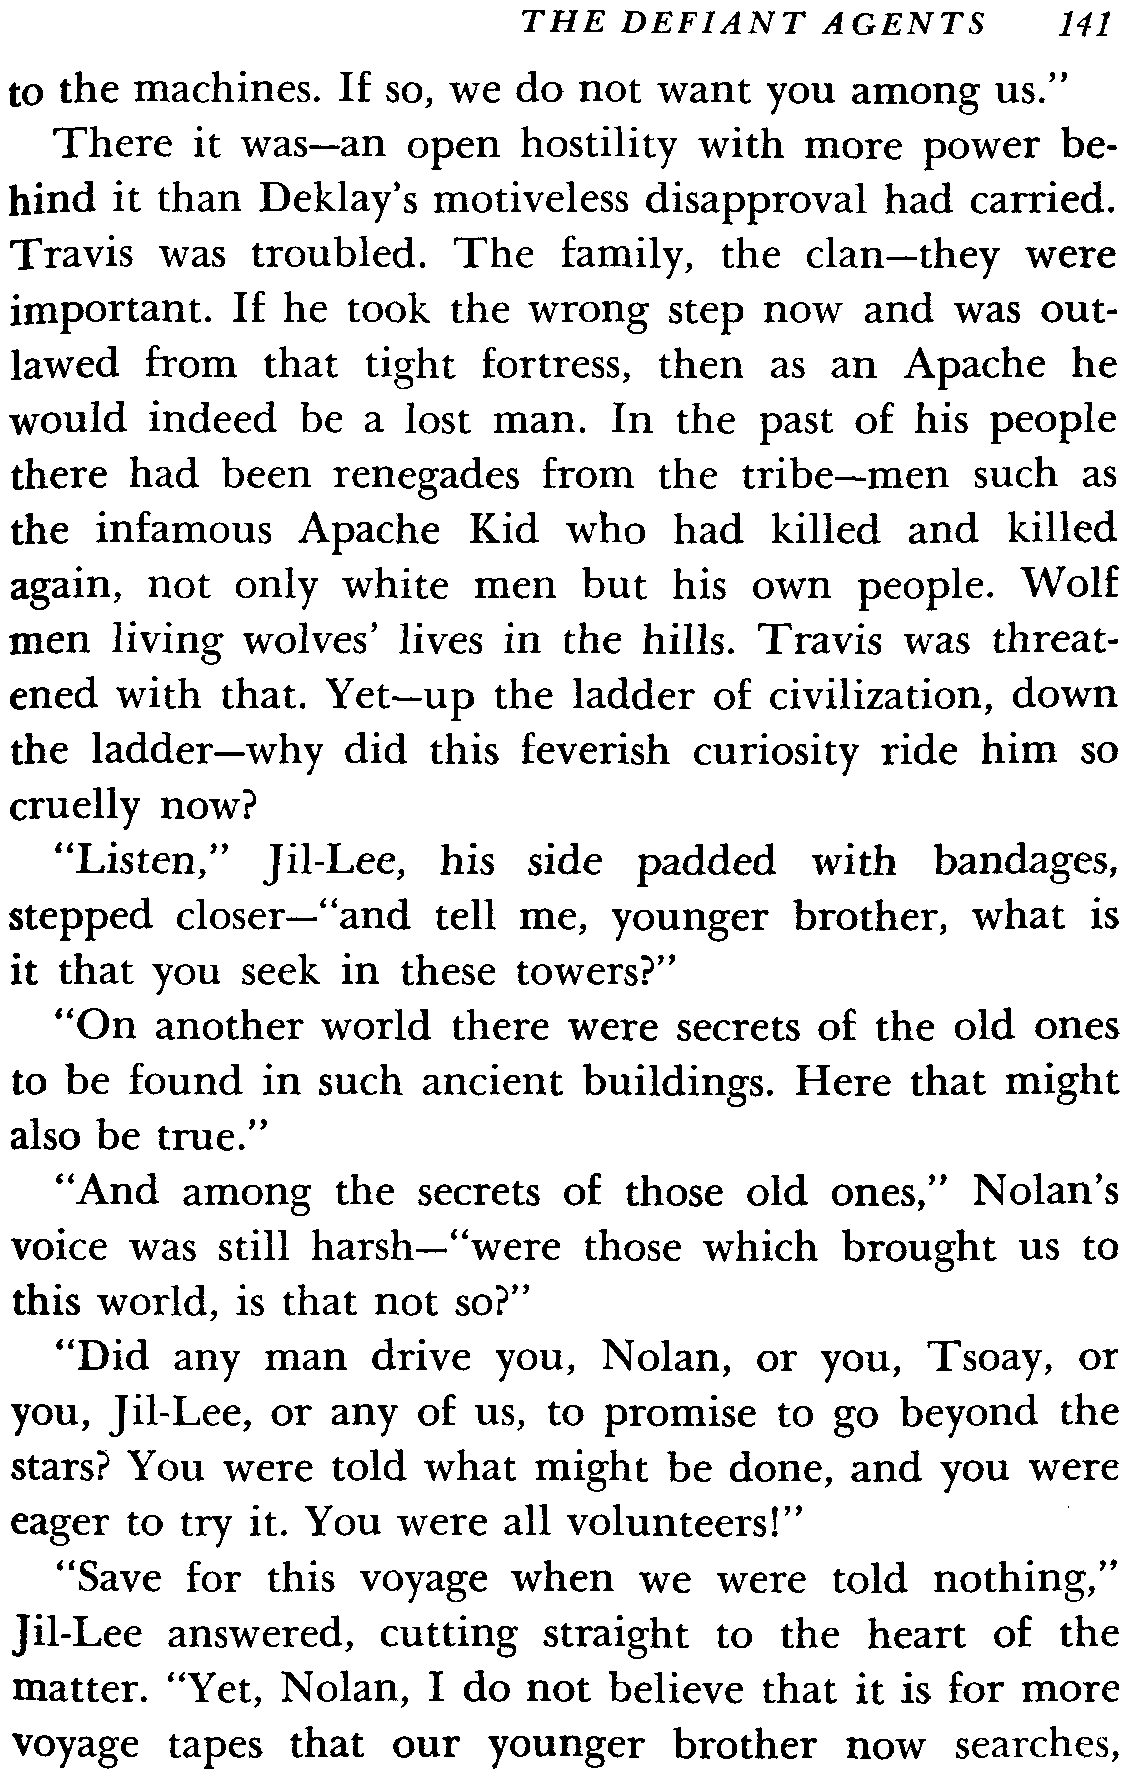 THE DEFIANT AGENTS 141
to the machines. If so, we do not want you among us.”
There it was—an open hostility with more power be-
hind it than Deklay’s motiveless disapproval had carried.
Travis was troubled. The family, the clan—they were
important. If he took the wrong step now and was out-
lawed from that tight fortress, then as an Apache he
would indeed be a lost man. In the past of his people
there had been renegades from the tribe—men such as
the infamous Apache Kid who had killed and killed
again, not only white men but his own people. Wolf
men living wolves’ lives in the hills. Travis was threat-
ened with that. Yet—up the ladder of civilization, down
the ladder—why did this feverish curiosity ride him so
cruelly now?
“Listen,” Jil-Lee, his side padded with bandages,
stepped closer—“and tell me, younger brother, what is
it that you seek in these towers?”
“On another world there were secrets of the old ones
to be found in such ancient buildings. Here that might
also be true.”
“And among the secrets of those old ones,” Nolan’s
voice was still harsh—“were those which brought us to
this world, is that not so?”
“Did any man drive you, Nolan, or you, Tsoay, or
you, Jil-Lee, or any of us, to promise to go beyond the
stars? You were told what might be done, and you were
eager to try it. You were all volunteers!”
“Save for this voyage when we were told nothing,”
Jil-Lee answered, cutting straight to the heart of the
matter. “Yet, Nolan, I do not believe that it is for more
voyage tapes that our younger brother now searches,